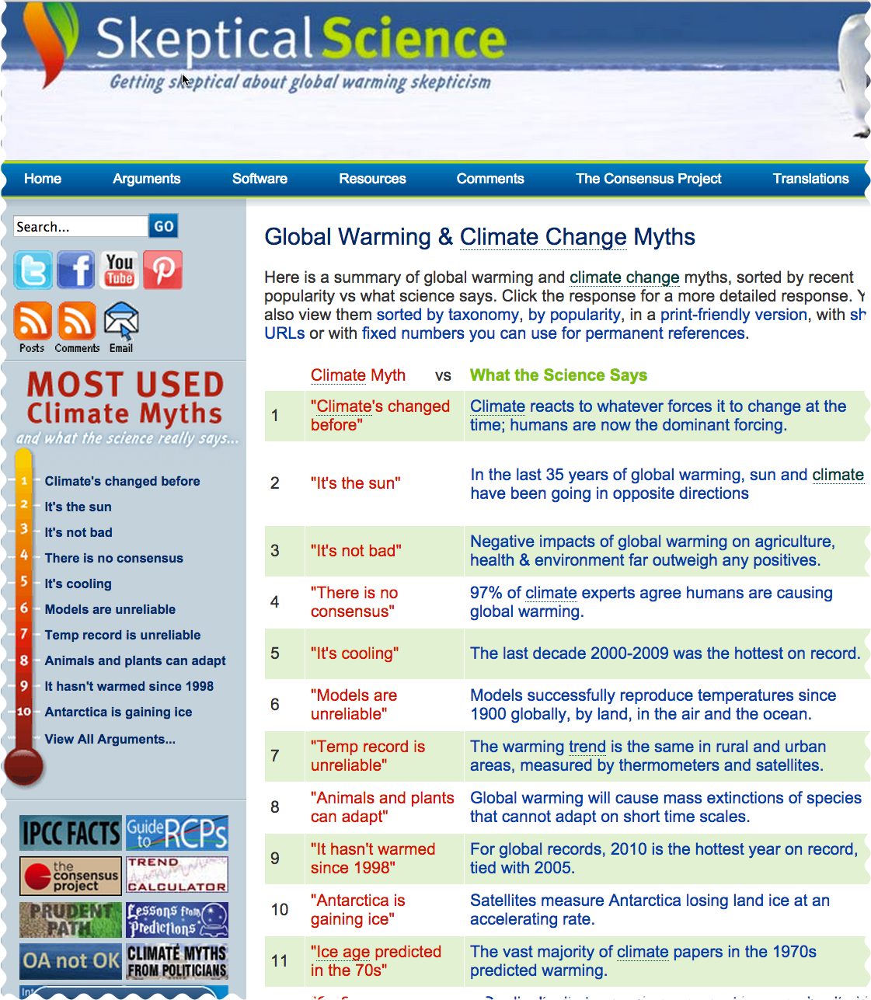 Skeptical Science
Getting skeptical about global warming skepticism
Home Arguments Software Resources Comments The Consensus Project Translations
Search... GO
You
Tube
Posts Comments Email
MOST USED
Climate Myths
and what the science really says...
1 Climate's changed before
2 It's the sun
3 It's not bad
4 There is no consensus
5 It's cooling
6 Models are unreliable
7 Temp record is unreliable
8 Animals and plants can adapt
9 It hasn't warmed since 1998
10 Antarctica is gaining ice
View All Arguments...
IPCC FACTS
Guide to RCPs
the consensus project
TREND CALCULATOR
PRUDENT PATH
Lessons from Predictions
OA not OK
CLIMATE MYTHS FROM POLITICIANS
Global Warming & Climate Change Myths
Here is a summary of global warming and climate change myths, sorted by recent
popularity vs what science says. Click the response for a more detailed response.
also view them sorted by taxonomy, by popularity, in a print-friendly version, with
URLs or with fixed numbers you can use for permanent references.
Climate Myth vs What the Science Says
1 "Climate's changed before" Climate reacts to whatever forces it to change at the
time; humans are now the dominant forcing.
2 "It's the sun" In the last 35 years of global warming, sun and climate
have been going in opposite directions
3 "It's not bad" Negative impacts of global warming on agriculture,
health & environment far outweigh any positives.
4 "There is no consensus" 97% of climate experts agree humans are causing
global warming.
5 "It's cooling" The last decade 2000-2009 was the hottest on record.
6 "Models are unreliable" Models successfully reproduce temperatures since
1900 globally, by land, in the air and the ocean.
7 "Temp record is unreliable" The warming trend is the same in rural and urban
areas, measured by thermometers and satellites.
8 "Animals and plants can adapt" Global warming will cause mass extinctions of species
that cannot adapt on short time scales.
9 "It hasn't warmed since 1998" For global records, 2010 is the hottest year on record,
tied with 2005.
10 "Antarctica is gaining ice" Satellites measure Antarctica losing land ice at an
accelerating rate.
11 "Ice age predicted in the 70s" The vast majority of climate papers in the 1970s
predicted warming.